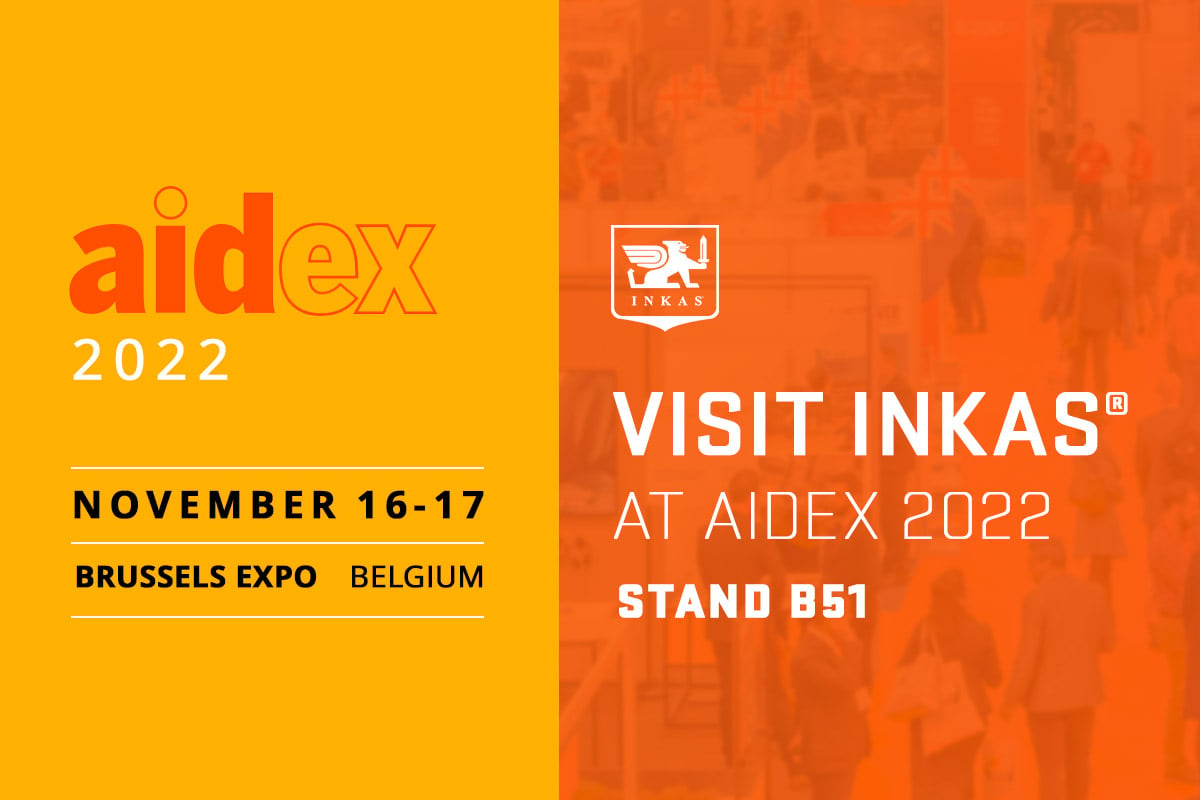 aidex
2022
NOVEMBER 16-17
BRUSSELS EXPO BELGIUM
INKAS
VISIT INKAS®
AT AIDEX 2022
STAND B51